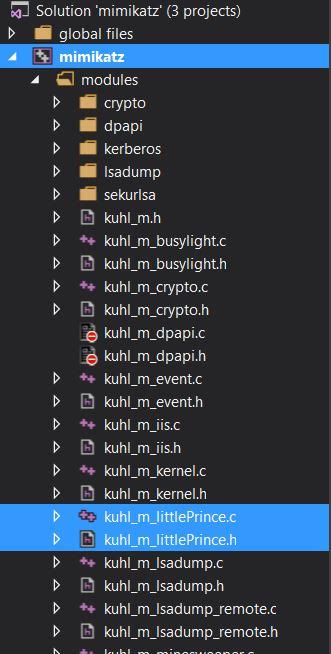 Solution 'mimikatz' (3 projects)
global files
mimikatz
modules
crypto
dpapi
kerberos
lsadump
sekurlsa
kuhl_m.h
kuhl_m_busylight.c
kuhl_m_busylight.h
kuhl_m_crypto.c
kuhl_m_crypto.h
kuhl_m_dpapi.c
kuhl_m_dpapi.h
kuhl_m_event.c
kuhl_m_event.h
kuhl_m_iis.c
kuhl_m_iis.h
kuhl_m_kernel.c
kuhl_m_kernel.h
kuhl_m_littlePrince.c
kuhl_m_littlePrince.h
kuhl_m_lsadump.c
kuhl_m_lsadump.h
kuhl_m_lsadump_remote.c
kuhl_m_lsadump_remote.h
kuhl_m_minesweeper.c